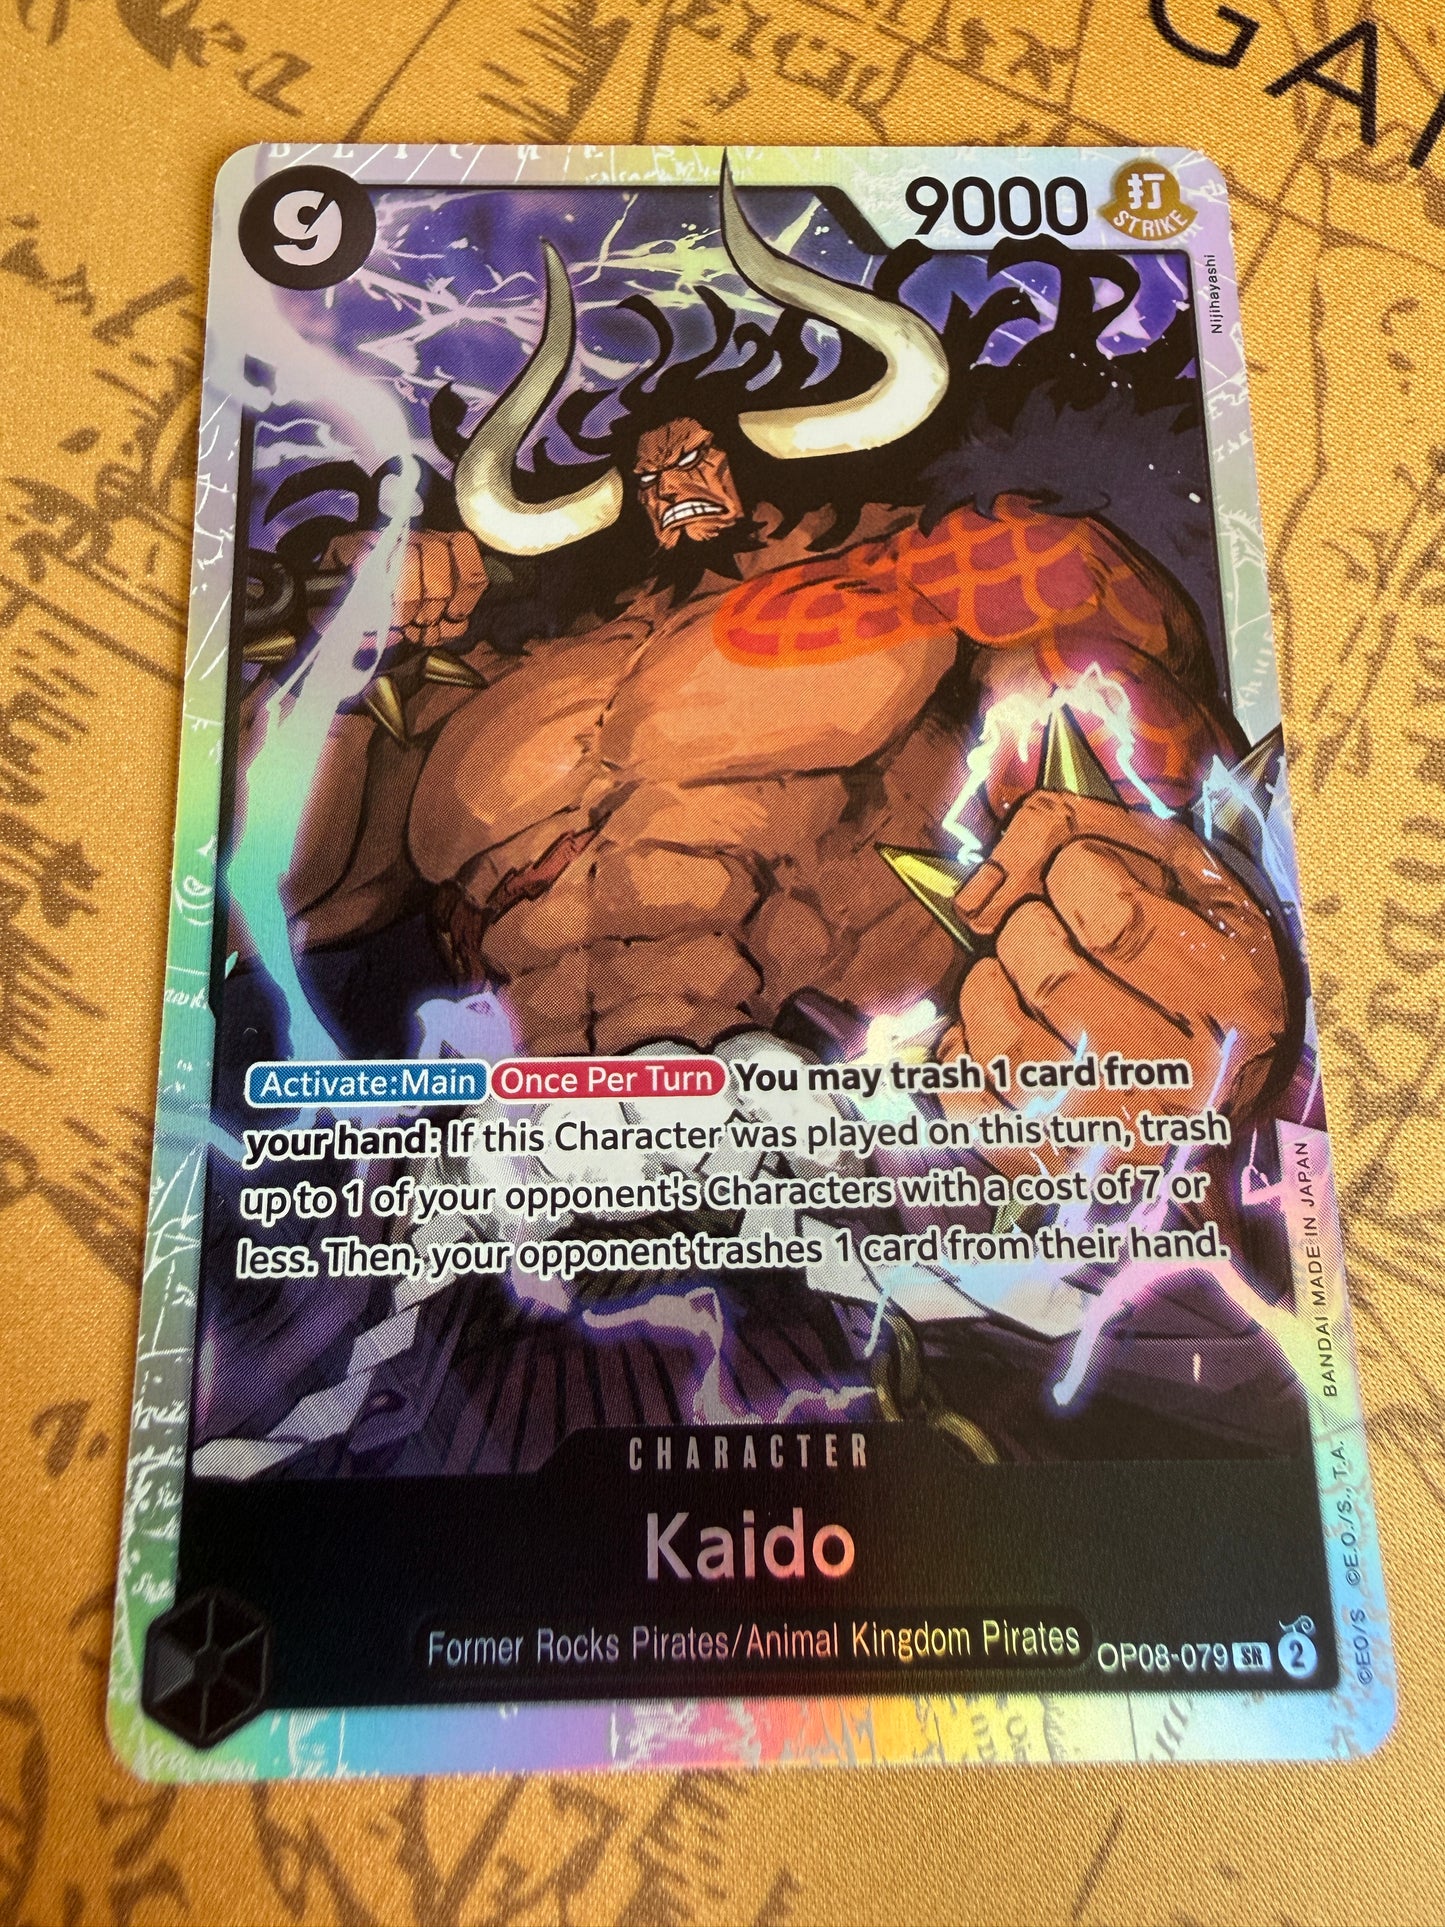 GA
9
9000
打
STRIKE
Nijihayashi
Activate:Main Once Per Turn You may trash 1 card from
your hand: If this Character was played on this turn, trash
up to 1 of your opponent's Characters with a cost of 7 or
less. Then, your opponent trashes 1 card from their hand.
BANDAI MADE IN JAPAN
CHARACTER
Kaido
Former Rocks Pirates/Animal Kingdom Pirates
OP08-079 SR 2
©EO/S ©E.O./S., T.A.